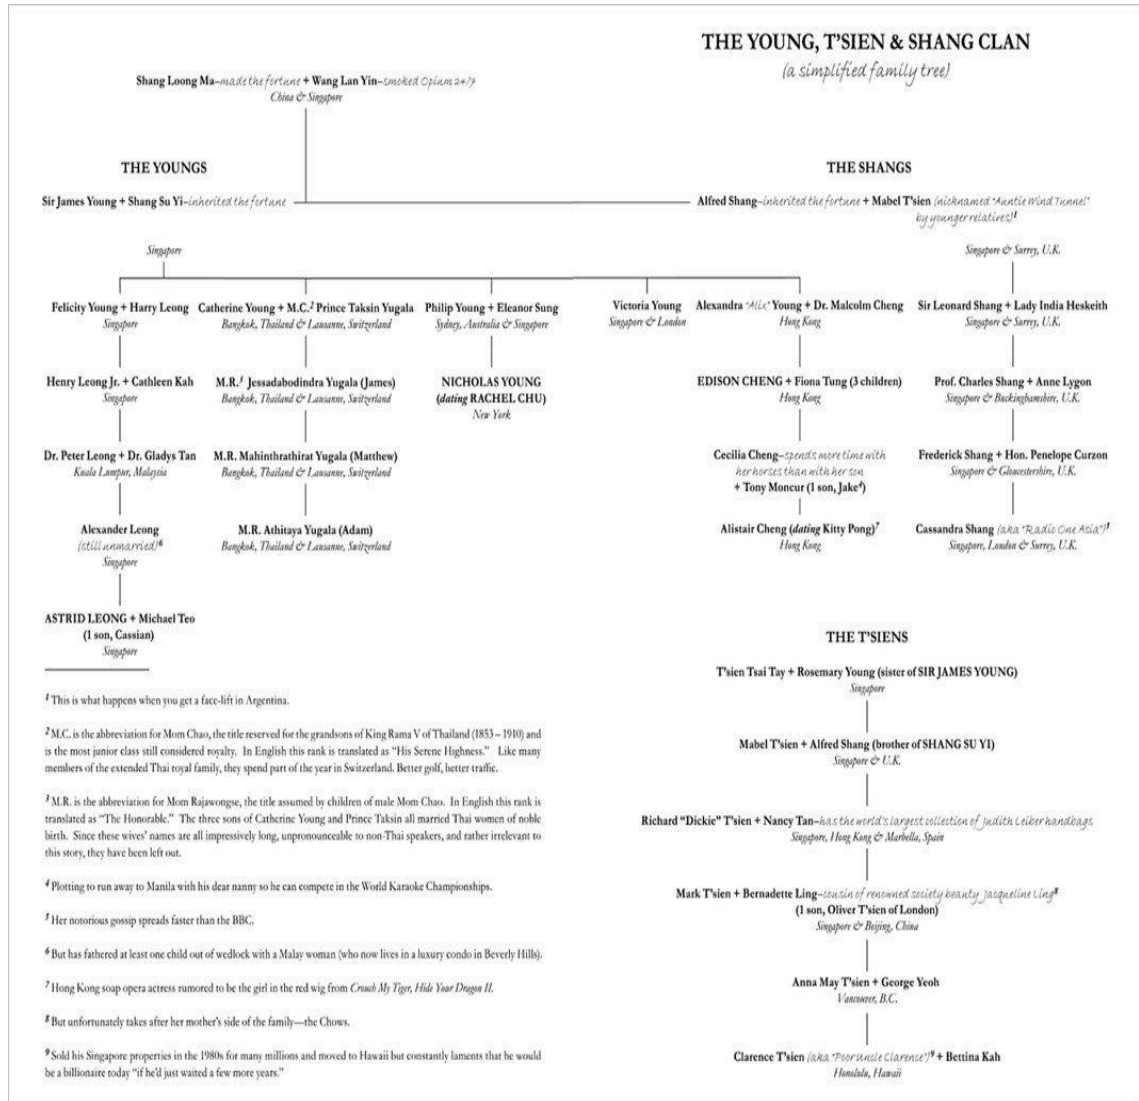 THE YOUNG, T'SIEN & SHANG CLAN
(a simplified family tree)
Shang Loong Ma–made the fortune + Wang Lan Yin–smoked Opium 24/7
China & Singapore
THE YOUNGS
Sir James Young + Shang Su Yi–inherited the fortune
Singapore
Felicity Young + Harry Leong
Singapore
Henry Leong Jr. + Cathleen Kah
Singapore
Dr. Peter Leong + Dr. Gladys Tan
Kuala Lumpur, Malaysia
Alexander Leong
(still unmarried)⁶
Singapore
ASTRID LEONG + Michael Teo
(1 son, Cassian)
Singapore
Catherine Young + M.C.² Prince Taksin Yugala
Bangkok, Thailand & Lausanne, Switzerland
M.R.³ Jessadabodindra Yugala (James)
Bangkok, Thailand & Lausanne, Switzerland
M.R. Mahinthrathirat Yugala (Matthew)
Bangkok, Thailand & Lausanne, Switzerland
M.R. Athitaya Yugala (Adam)
Bangkok, Thailand & Lausanne, Switzerland
Philip Young + Eleanor Sung
Sydney, Australia & Singapore
NICHOLAS YOUNG
(dating RACHEL CHU)
New York
Victoria Young
Singapore & London
Alexandra "Alix" Young + Dr. Malcolm Cheng
Hong Kong
EDISON CHENG + Fiona Tung (3 children)
Hong Kong
Cecilia Cheng–spends more time with
her horses than with her son
+ Tony Moncur (1 son, Jake⁴)
Alistair Cheng (dating Kitty Pong)⁷
Hong Kong
THE SHANGS
Alfred Shang–inherited the fortune + Mabel T'sien (nicknamed "Auntie Wind Tunnel"
by younger relatives)¹
Singapore & Surrey, U.K.
Sir Leonard Shang + Lady India Heskeith
Singapore & Surrey, U.K.
Prof. Charles Shang + Anne Lygon
Singapore & Buckinghamshire, U.K.
Frederick Shang + Hon. Penelope Curzon
Singapore & Gloucestershire, U.K.
Cassandra Shang (aka "Radio One Asia")⁵
Singapore, London & Surrey, U.K.
THE T'SIENS
T'sien Tsai Tay + Rosemary Young (sister of SIR JAMES YOUNG)
Singapore
Mabel T'sien + Alfred Shang (brother of SHANG SU YI)
Singapore & U.K.
Richard "Dickie" T'sien + Nancy Tan–has the world's largest collection of Judith Leiber handbags
Singapore, Hong Kong & Marbella, Spain
Mark T'sien + Bernadette Ling–cousin of renowned society beauty Jacqueline Ling⁸
(1 son, Oliver T'sien of London)
Singapore & Beijing, China
Anna May T'sien + George Yeoh
Vancouver, B.C.
Clarence T'sien (aka "Poor Uncle Clarence")⁹ + Bettina Kah
Honolulu, Hawaii
¹ This is what happens when you get a face-lift in Argentina.
² M.C. is the abbreviation for Mom Chao, the title reserved for the grandsons of King Rama V of Thailand (1853 – 1910) and
is the most junior class still considered royalty. In English this rank is translated as “His Serene Highness.” Like many
members of the extended Thai royal family, they spend part of the year in Switzerland. Better golf, better traffic.
³ M.R. is the abbreviation for Mom Rajawongse, the title assumed by children of male Mom Chao. In English this rank is
translated as “The Honorable.” The three sons of Catherine Young and Prince Taksin all married Thai women of noble
birth. Since these wives' names are all impressively long, unpronounceable to non-Thai speakers, and rather irrelevant to
this story, they have been left out.
⁴ Plotting to run away to Manila with his dear nanny so he can compete in the World Karaoke Championships.
⁵ Her notorious gossip spreads faster than the BBC.
⁶ But has fathered at least one child out of wedlock with a Malay woman (who now lives in a luxury condo in Beverly Hills).
⁷ Hong Kong soap opera actress rumored to be the girl in the red wig from Crouch My Tiger, Hide Your Dragon II.
⁸ But unfortunately takes after her mother's side of the family—the Chows.
⁹ Sold his Singapore properties in the 1980s for many millions and moved to Hawaii but constantly laments that he would
be a billionaire today “if he'd just waited a few more years.”